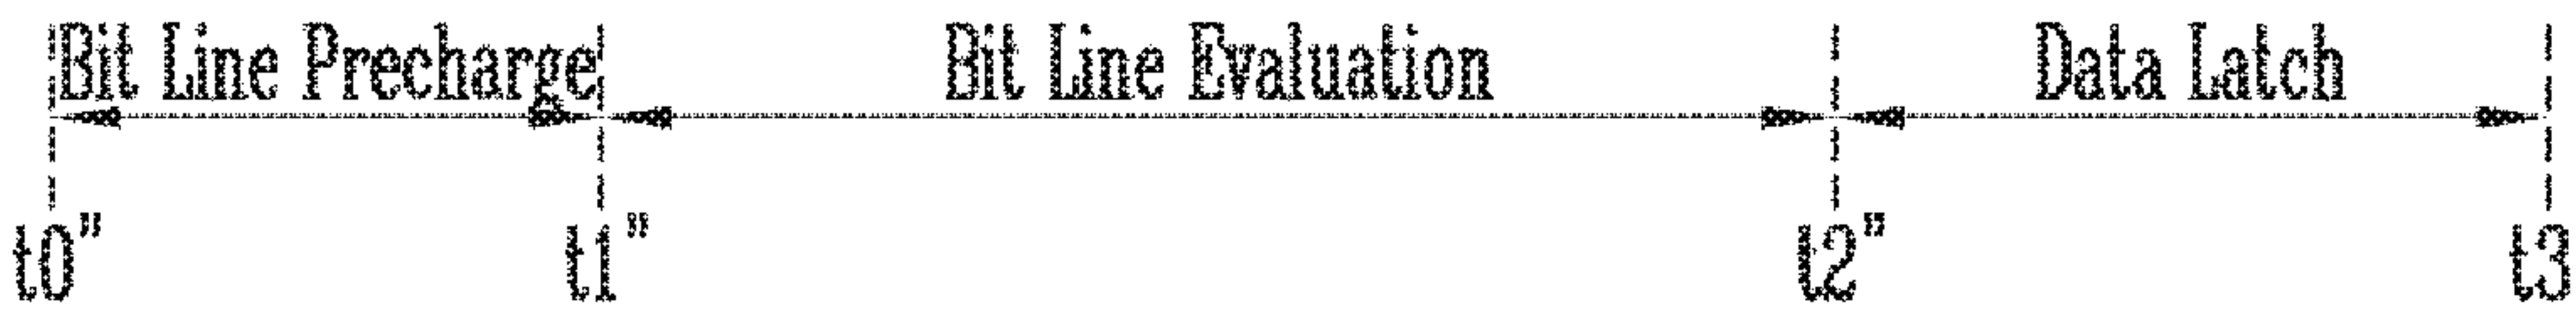 Bit Line Precharge Bit Line Evaluation Data Latch
t0" t1" t2" t3